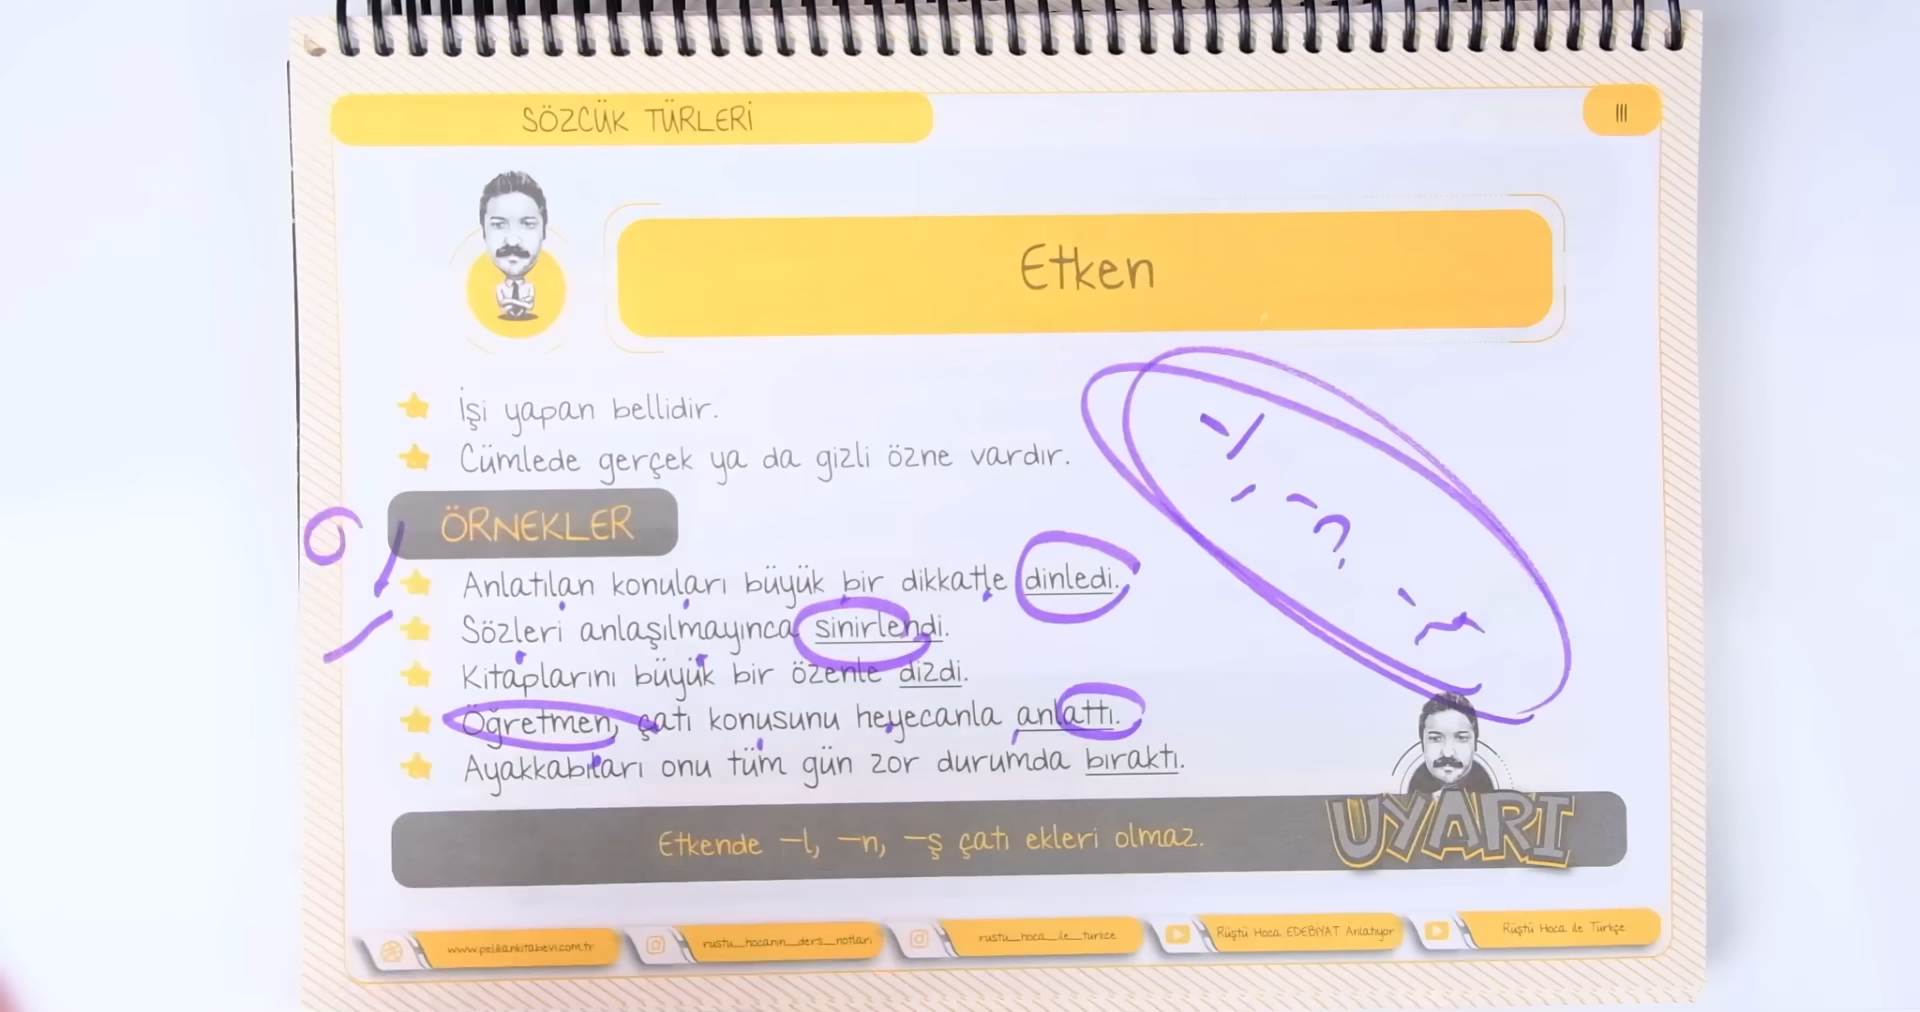 SÖZCÜK TÜRLERİ
111
Etken
İşi yapan bellidir.
Cümlede gerçek ya da gizli özne vardır.
ÖRNEKLER
Anlatılan konuları büyük bir dikkatle dinledi.
Sözleri anlaşılmayınca sinirlendi.
Kitaplarını büyük bir özenle dizdi.
Öğretmen, çatı konusunu heyecanla anlattı.
Ayakkabıları onu tüm gün zor durumda bıraktı.
Etkende -l, -n, -ş çatı ekleri olmaz.
UYARI
www.pelikankitabevi.com.tr
rustu_hocanin_ders_notlari
rustu_hoca_ile_turkce
Rüştü Hoca EDEBİYAT Anlatıyor
Rüştü Hoca ile Türkçe